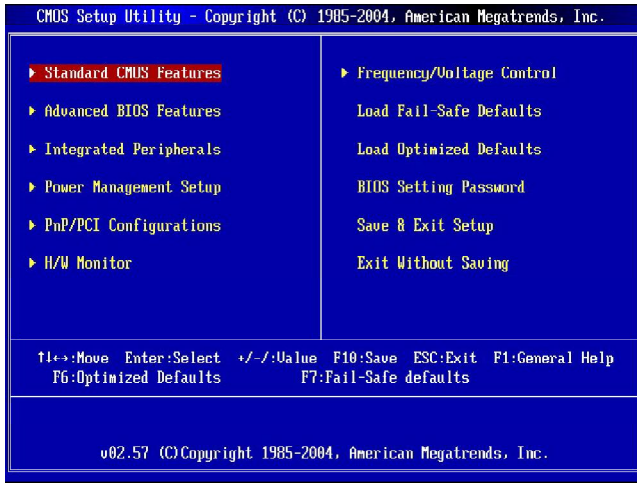 CMOS Setup Utility - Copyright (C) 1985-2004, American Megatrends, Inc.
Standard CMOS Features
Advanced BIOS Features
Integrated Peripherals
Power Management Setup
PnP/PCI Configurations
H/W Monitor
Frequency/Voltage Control
Load Fail-Safe Defaults
Load Optimized Defaults
BIOS Setting Password
Save & Exit Setup
Exit Without Saving
↑↓←→:Move Enter:Select +/-/:Value F10:Save ESC:Exit F1:General Help
F6:Optimized Defaults F7:Fail-Safe defaults
v02.57 (C)Copyright 1985-2004, American Megatrends, Inc.